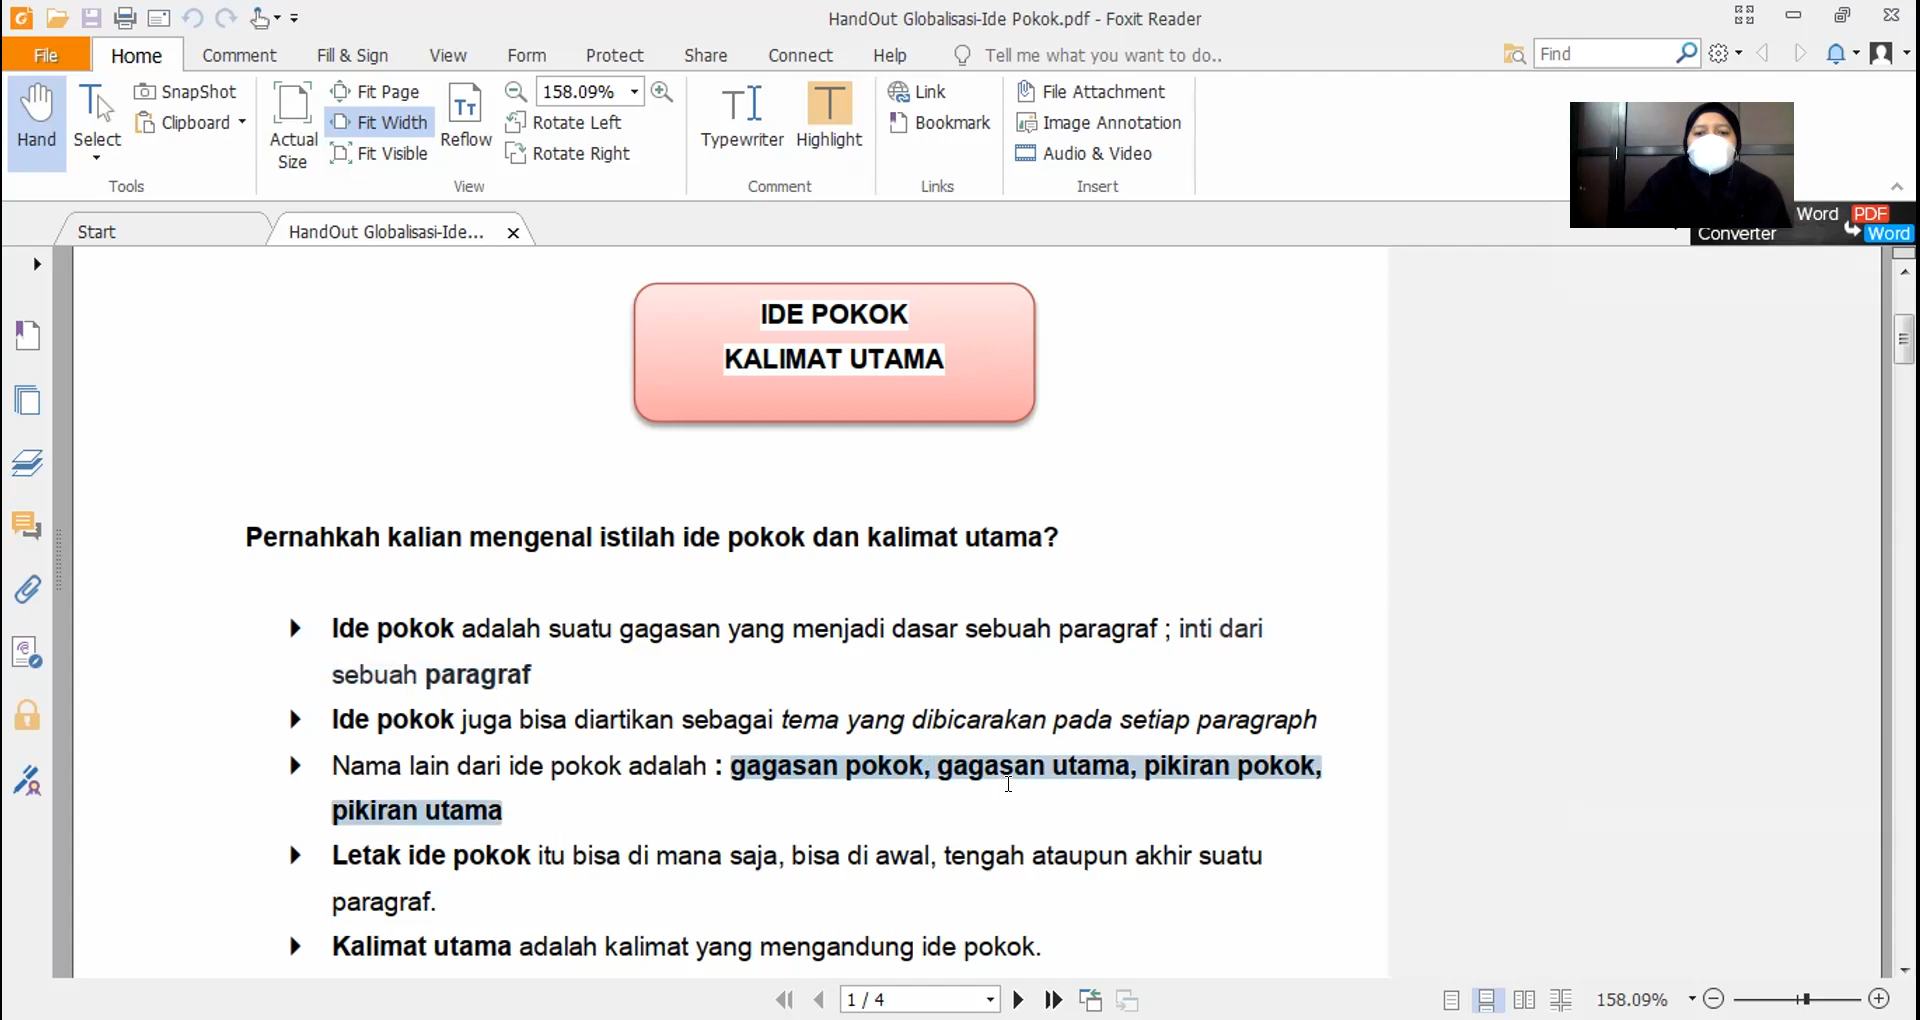 HandOut Globalisasi-Ide Pokok.pdf - Foxit Reader
File Home Comment Fill & Sign View Form Protect Share Connect Help Tell me what you want to do.. Find
SnapShot Fit Page 158.09% Link File Attachment
Clipboard Fit Width Rotate Left Bookmark Image Annotation
Hand Select Actual Size Fit Visible Reflow Rotate Right Typewriter Highlight Audio & Video
Tools View Comment Links Insert
Word PDF
Converter Word
Start HandOut Globalisasi-Ide...
IDE POKOK
KALIMAT UTAMA
Pernahkah kalian mengenal istilah ide pokok dan kalimat utama?
Ide pokok adalah suatu gagasan yang menjadi dasar sebuah paragraf ; inti dari
sebuah paragraf
Ide pokok juga bisa diartikan sebagai tema yang dibicarakan pada setiap paragraph
Nama lain dari ide pokok adalah : gagasan pokok, gagasan utama, pikiran pokok,
pikiran utama
Letak ide pokok itu bisa di mana saja, bisa di awal, tengah ataupun akhir suatu
paragraf.
Kalimat utama adalah kalimat yang mengandung ide pokok.
1 / 4 158.09%